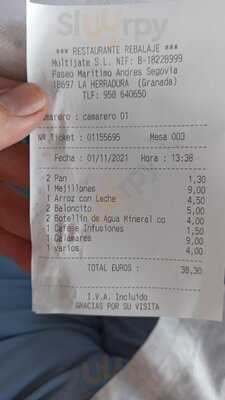 *** RESTAURANTE REBALAJE ***
Multijate S.L. NIF: B-18228999
Paseo Maritimo Andres Segovia
18697 LA HERRADURA (Granada)
TLF: 958 640650
Camarero : camarero 01
Nº Ticket : 01155695 Mesa 003
Fecha : 01/11/2021 Hora : 13:38
2 Pan 1,30
1 Mejillones 9,00
1 Arroz con Leche 4,50
2 Baloncito 5,00
2 Botellin de Agua Mineral co 4,00
1 Cafese Infusiones 1,50
1 Calamares 9,00
1 Varios 4,00
TOTAL EUROS : 38,30
I.V.A. Incluido
GRACIAS POR SU VISITA